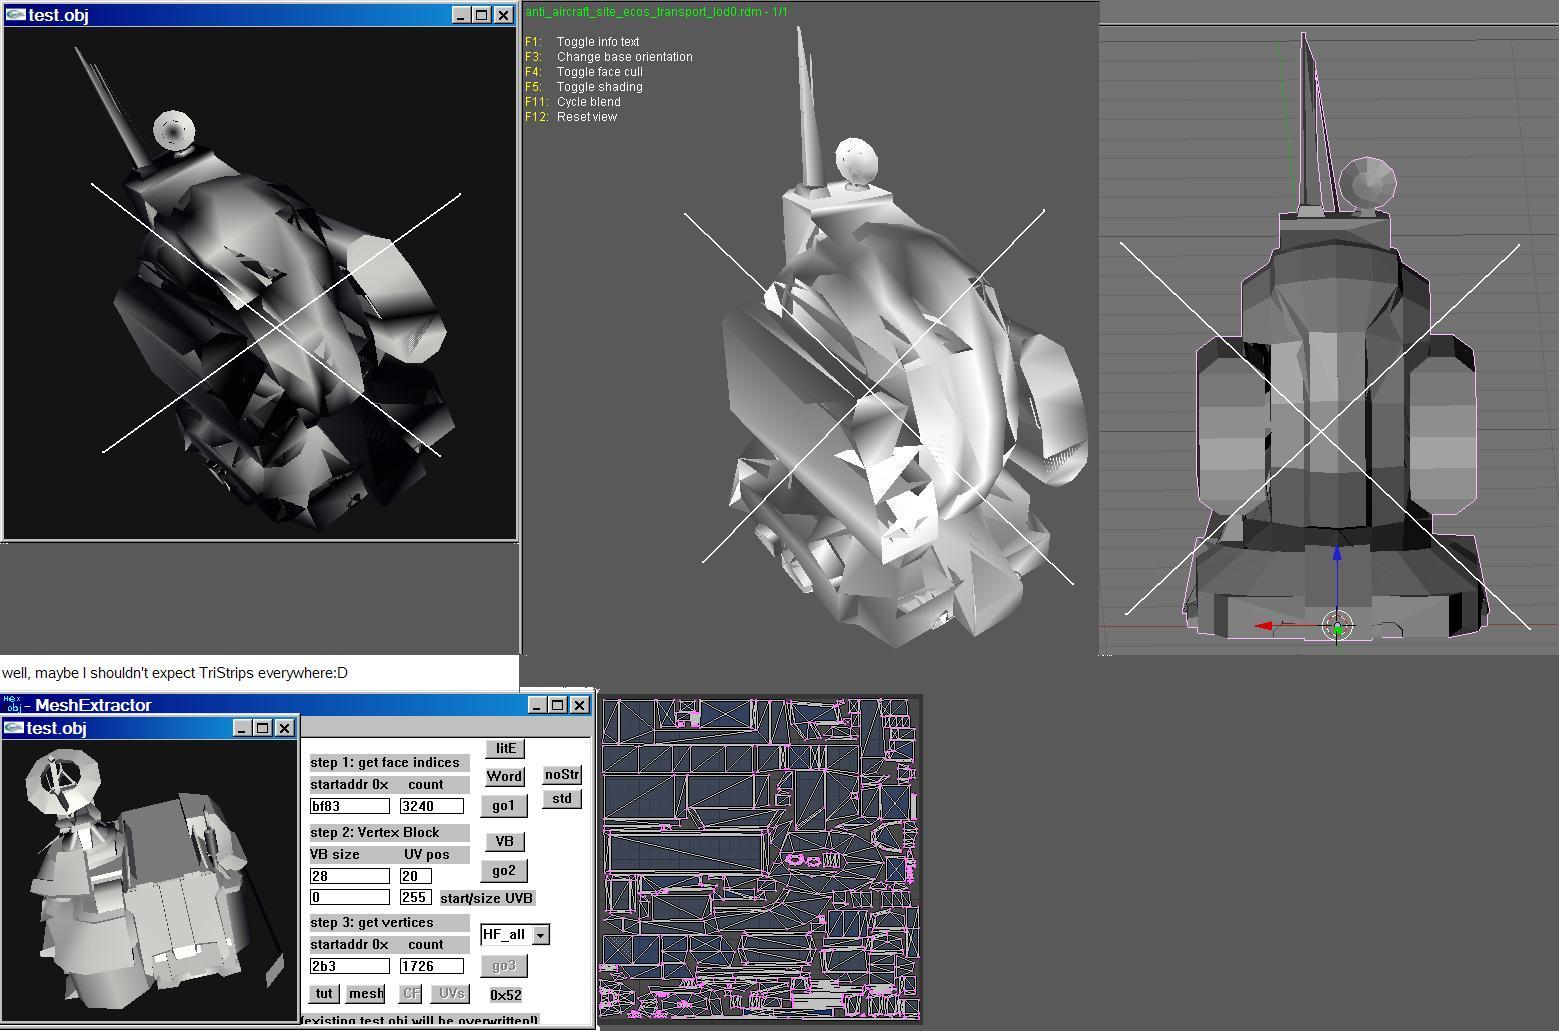 test.obj
anti_aircraft_site_ecos_transport_lod0.rdm - 1/1
F1: Toggle info text
F3: Change base orientation
F4: Toggle face cull
F5: Toggle shading
F11: Cycle blend
F12: Reset view
well, maybe I shouldn't expect TriStrips everywhere:D
Hex
obj - MeshExtractor
test.obj
litE
step 1: get face indices
Word
noStr
startaddr 0x count
std
bf83 3240
go1
step 2: Vertex Block
VB
VB size UV pos
go2
28 20
0 255 start/size UVB
step 3: get vertices
HF_all
startaddr 0x count
2b3 1726
go3
tut mesh CF UVs 0x52
(existing test.obj will be overwritten!)